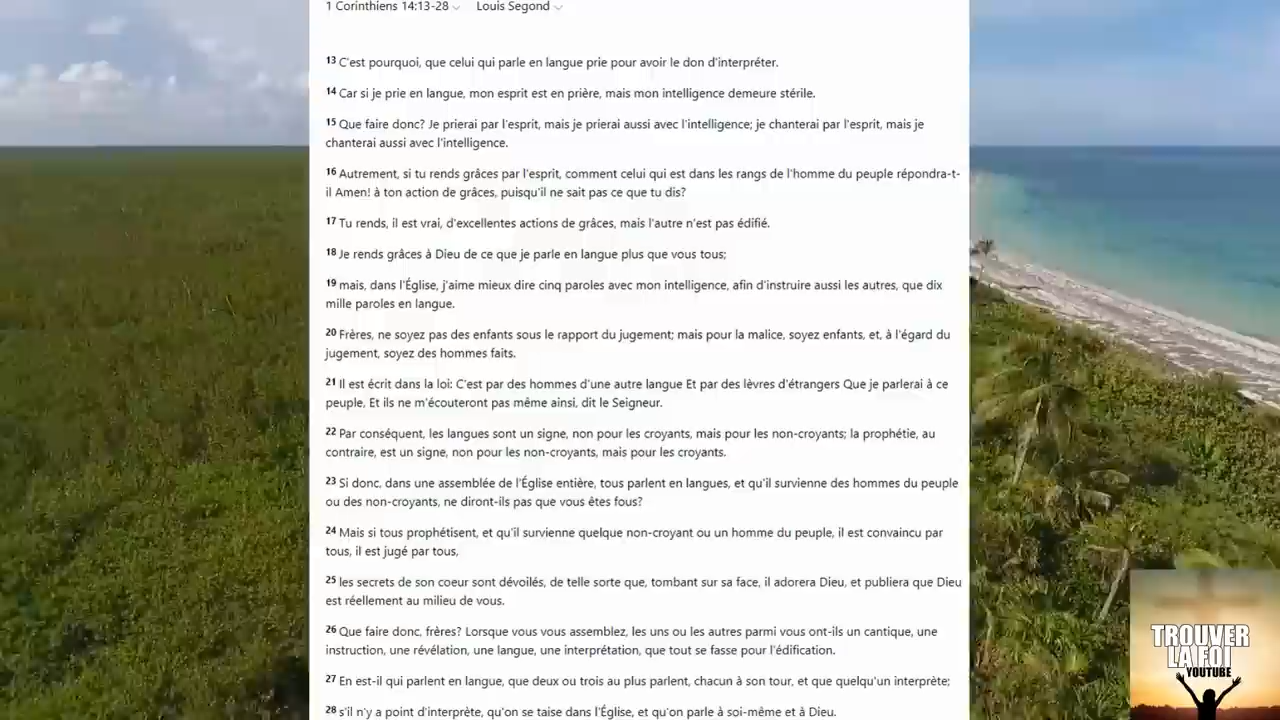 1 Corinthiens 14:13-28 Louis Segond
13 C'est pourquoi, que celui qui parle en langue prie pour avoir le don d'interpréter.
14 Car si je prie en langue, mon esprit est en prière, mais mon intelligence demeure stérile.
15 Que faire donc? Je prierai par l'esprit, mais je prierai aussi avec l'intelligence; je chanterai par l'esprit, mais je
chanterai aussi avec l'intelligence.
16 Autrement, si tu rends grâces par l'esprit, comment celui qui est dans les rangs de l'homme du peuple répondra-t-
il Amen! à ton action de grâces, puisqu'il ne sait pas ce que tu dis?
17 Tu rends, il est vrai, d'excellentes actions de grâces, mais l'autre n'est pas édifié.
18 Je rends grâces à Dieu de ce que je parle en langue plus que vous tous;
19 mais, dans l'Église, j'aime mieux dire cinq paroles avec mon intelligence, afin d'instruire aussi les autres, que dix
mille paroles en langue.
20 Frères, ne soyez pas des enfants sous le rapport du jugement; mais pour la malice, soyez enfants, et, à l'égard du
jugement, soyez des hommes faits.
21 Il est écrit dans la loi: C'est par des hommes d'une autre langue Et par des lèvres d'étrangers Que je parlerai à ce
peuple, Et ils ne m'écouteront pas même ainsi, dit le Seigneur.
22 Par conséquent, les langues sont un signe, non pour les croyants, mais pour les non-croyants; la prophétie, au
contraire, est un signe, non pour les non-croyants, mais pour les croyants.
23 Si donc, dans une assemblée de l'Église entière, tous parlent en langues, et qu'il survienne des hommes du peuple
ou des non-croyants, ne diront-ils pas que vous êtes fous?
24 Mais si tous prophétisent, et qu'il survienne quelque non-croyant ou un homme du peuple, il est convaincu par
tous, il est jugé par tous,
25 les secrets de son coeur sont dévoilés, de telle sorte que, tombant sur sa face, il adorera Dieu, et publiera que Dieu
est réellement au milieu de vous.
26 Que faire donc, frères? Lorsque vous vous assemblez, les uns ou les autres parmi vous ont-ils un cantique, une
instruction, une révélation, une langue, une interprétation, que tout se fasse pour l'édification.
27 En est-il qui parlent en langue, que deux ou trois au plus parlent, chacun à son tour, et que quelqu'un interprète;
28 s'il n'y a point d'interprète, qu'on se taise dans l'Église, et qu'on parle à soi-même et à Dieu.
TROUVER
LA FOI
YOUTUBE